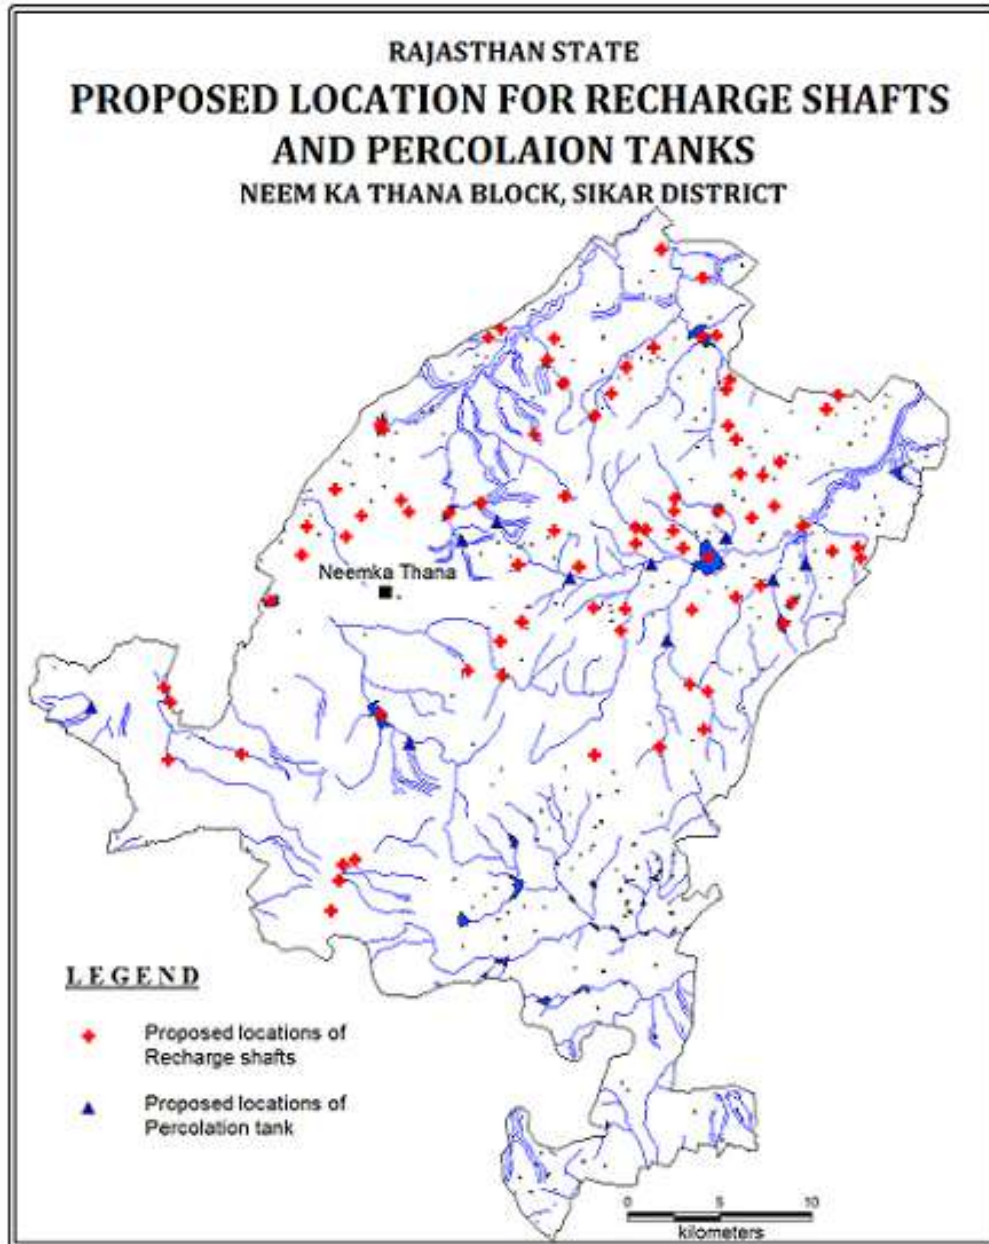 RAJASTHAN STATE
PROPOSED LOCATION FOR RECHARGE SHAFTS
AND PERCOLAION TANKS
NEEM KA THANA BLOCK, SIKAR DISTRICT
Neemka Thana
LEGEND
Proposed locations of
Recharge shafts
Proposed locations of
Percolation tank
0 5 10
kilometers